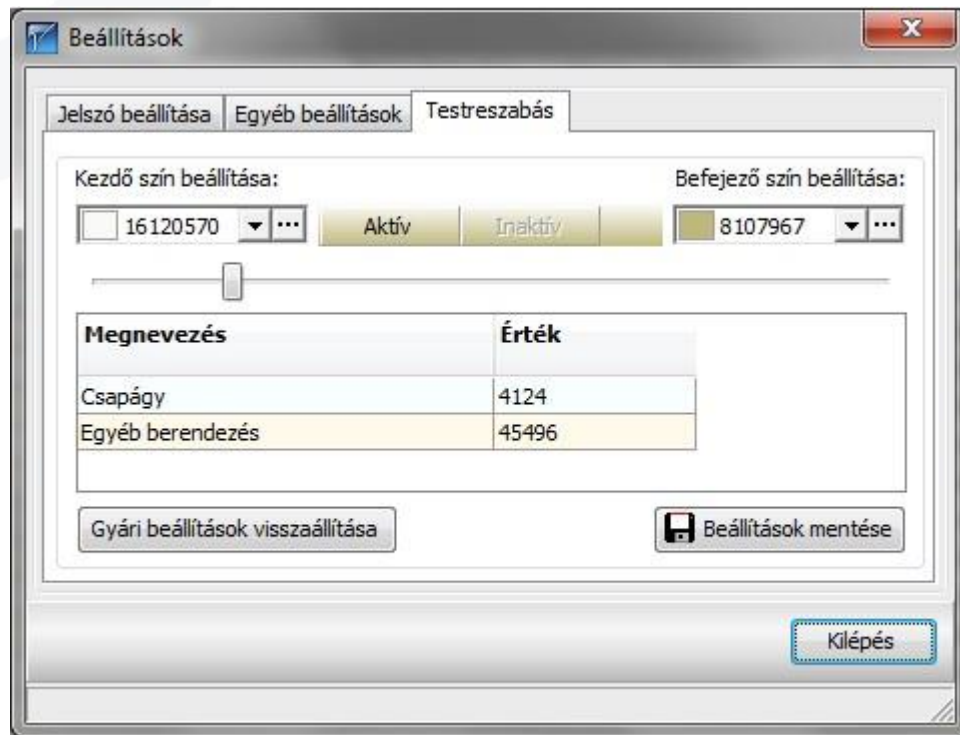 Beállítások
Jelszó beállítása Egyéb beállítások Testreszabás
Kezdő szín beállítása: Befejező szín beállítása:
16120570 Aktív Inaktív 8107967
Megnevezés Érték
Csapágy 4124
Egyéb berendezés 45496
Gyári beállítások visszaállítása Beállítások mentése
Kilépés